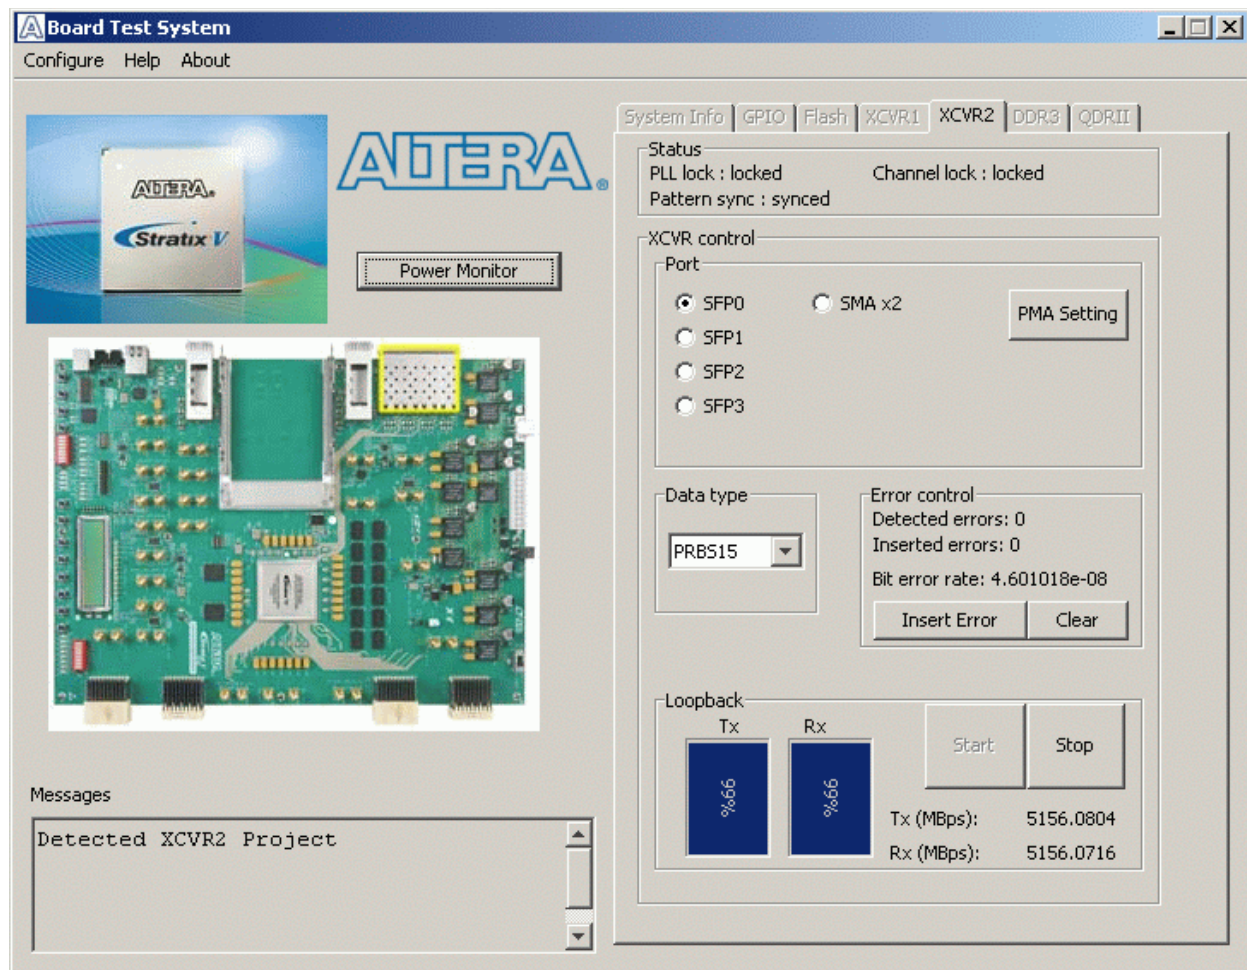 Board Test System
Configure Help About
ALTERA.
Stratix V
ALTERA.
Power Monitor
Messages
Detected XCVR2 Project
System Info GPIO Flash XCVR1 XCVR2 DDR3 QDRII
Status
PLL lock : locked Channel lock : locked
Pattern sync : synced
XCVR control
Port
SFP0 SMA x2 PMA Setting
SFP1
SFP2
SFP3
Data type
PRBS15
Error control
Detected errors: 0
Inserted errors: 0
Bit error rate: 4.601018e-08
Insert Error Clear
Loopback
Tx Rx
99% 99%
Start Stop
Tx (MBps): 5156.0804
Rx (MBps): 5156.0716